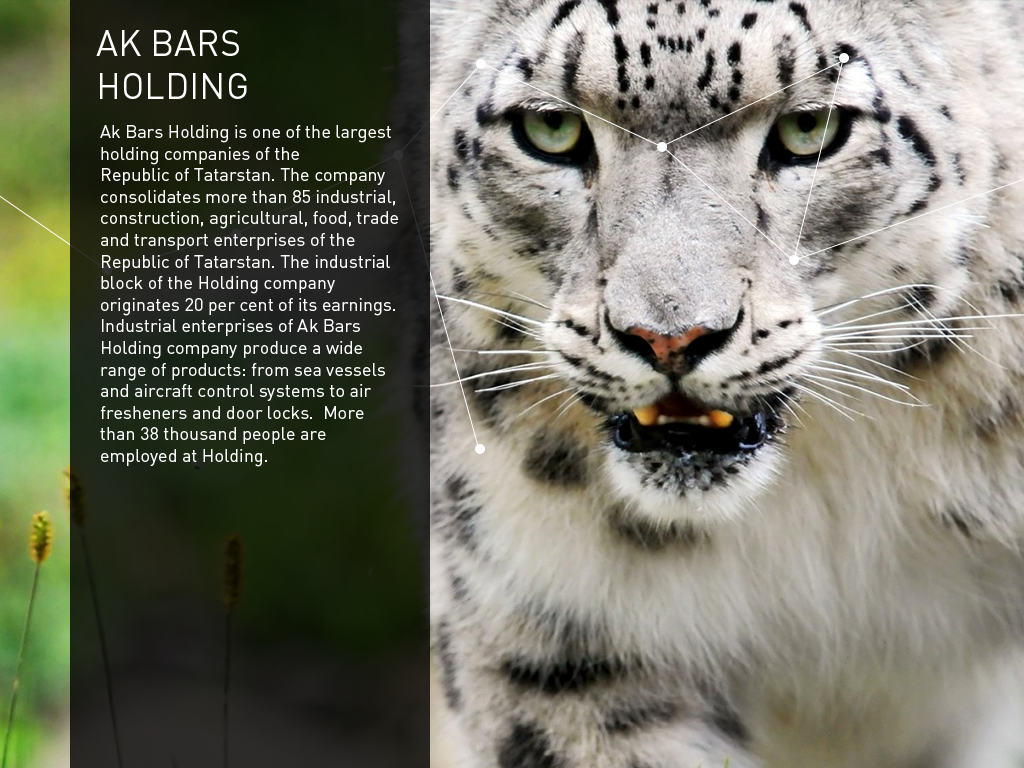 AK BARS
HOLDING
Ak Bars Holding is one of the largest
holding companies of the
Republic of Tatarstan. The company
consolidates more than 85 industrial,
construction, agricultural, food, trade
and transport enterprises of the
Republic of Tatarstan. The industrial
block of the Holding company
originates 20 per cent of its earnings.
Industrial enterprises of Ak Bars
Holding company produce a wide
range of products: from sea vessels
and aircraft control systems to air
fresheners and door locks.  More
than 38 thousand people are
employed at Holding.